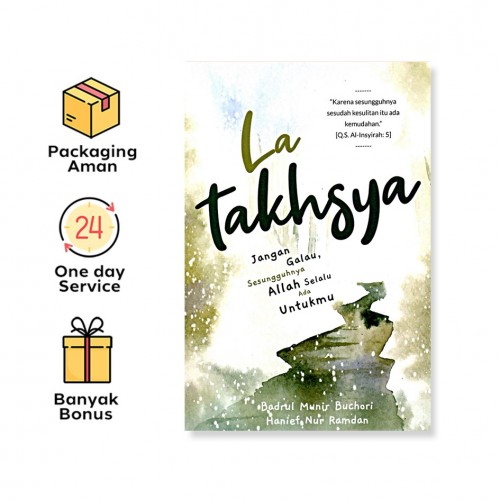 Packaging
Aman
24
One day
Service
Banyak
Bonus
-------
"Karena sesungguhnya
sesudah kesulitan itu ada
kemudahan."
[Q.S. Al-Insyirah: 5]
-------
La
takhsya
Jangan
Galau,
Sesungguhnya
Allah Selalu
Ada
Untukmu
Badrul Munir Buchori
Hanief Nur Ramdan